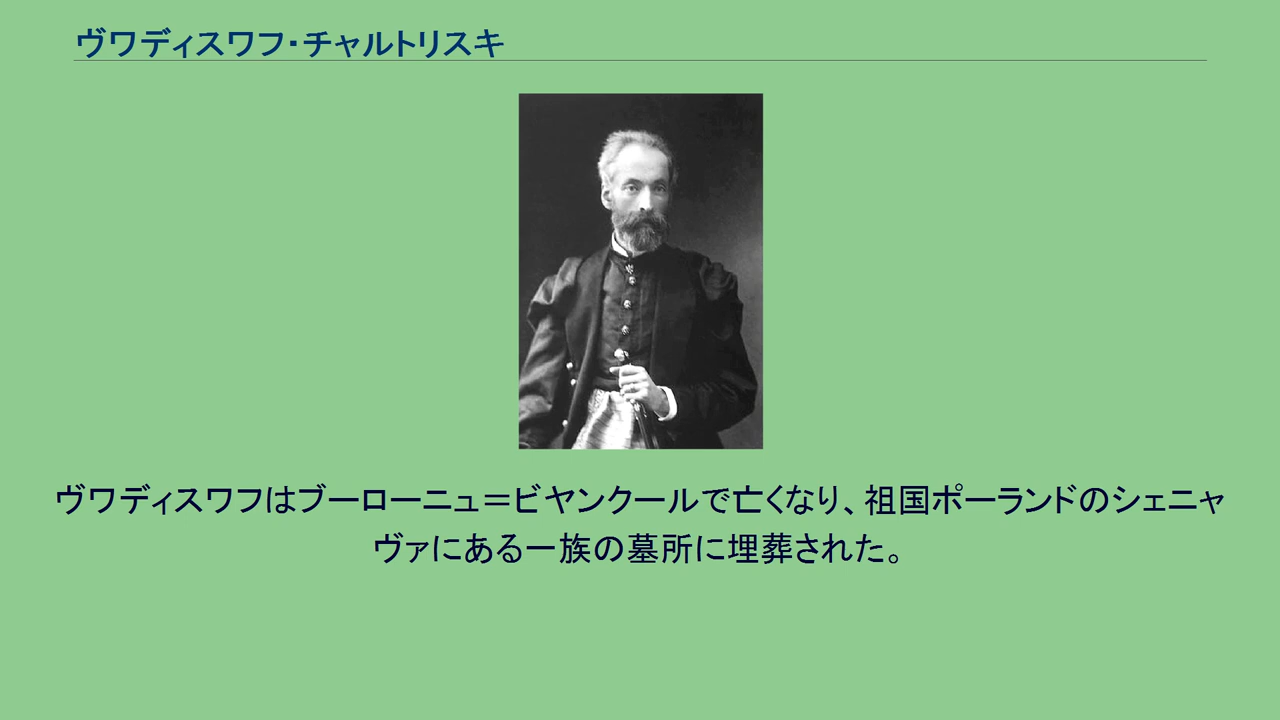 ヴワディスワフ・チャルトリスキ
ヴワディスワフはブーローニュ＝ビヤンクールで亡くなり、祖国ポーランドのシェニャ
ヴァにある一族の墓所に埋葬された。